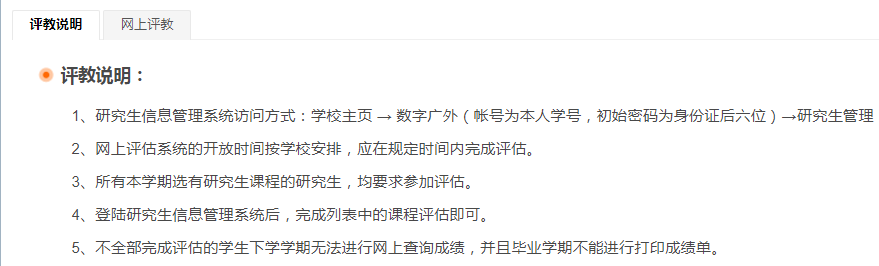 评教说明 网上评教
评教说明：
1、研究生信息管理系统访问方式：学校主页 → 数字广外（帐号为本人学号，初始密码为身份证后六位）→研究生管理
2、网上评估系统的开放时间按学校安排，应在规定时间内完成评估。
3、所有本学期选有研究生课程的研究生，均要求参加评估。
4、登陆研究生信息管理系统后，完成列表中的课程评估即可。
5、不全部完成评估的学生下学学期无法进行网上查询成绩，并且毕业学期不能进行打印成绩单。